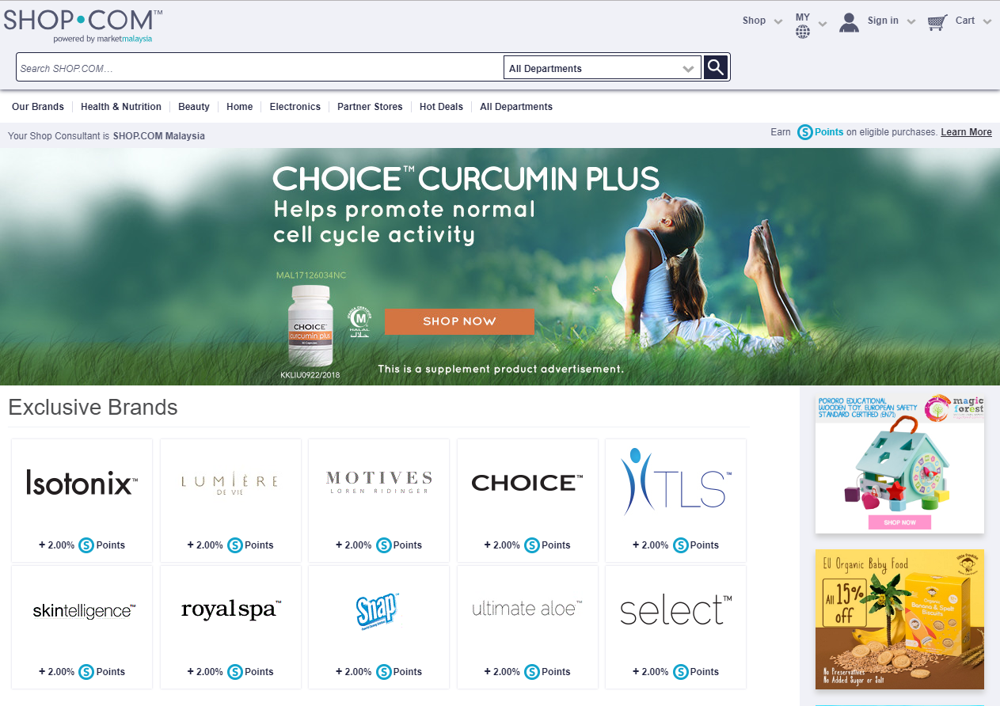 SHOP•COM™
powered by marketmalaysia
Shop
MY
Sign in
Cart
Search SHOP.COM...
All Departments
Our Brands
Health & Nutrition
Beauty
Home
Electronics
Partner Stores
Hot Deals
All Departments
Your Shop Consultant is SHOP.COM Malaysia
Earn S Points on eligible purchases. Learn More
CHOICE™ CURCUMIN PLUS
Helps promote normal
cell cycle activity
MAL17126034NC
CHOICE™
curcumin plus
M
HALAL
SHOP NOW
KKLIU0922/2018
This is a supplement product advertisement.
Exclusive Brands
Isotonix™
+ 2.00% S Points
LUMIÈRE
DE VIE
+ 2.00% S Points
MOTIVES
LOREN RIDINGER
+ 2.00% S Points
CHOICE™
+ 2.00% S Points
TLS™
+ 2.00% S Points
skintelligence™
+ 2.00% S Points
royal spa™
+ 2.00% S Points
Snap™
+ 2.00% S Points
ultimate aloe™
+ 2.00% S Points
select™
+ 2.00% S Points
PORORO EDUCATIONAL
WOODEN TOY. EUROPEAN SAFETY
STANDARD CERTIFIED (EN71)
magic
forest
SHOP NOW
EU Organic Baby Food
little freddie
All 15%
off
Organic
Banana & Spelt
Biscuits
No Preservatives
No Added Sugar or Salt